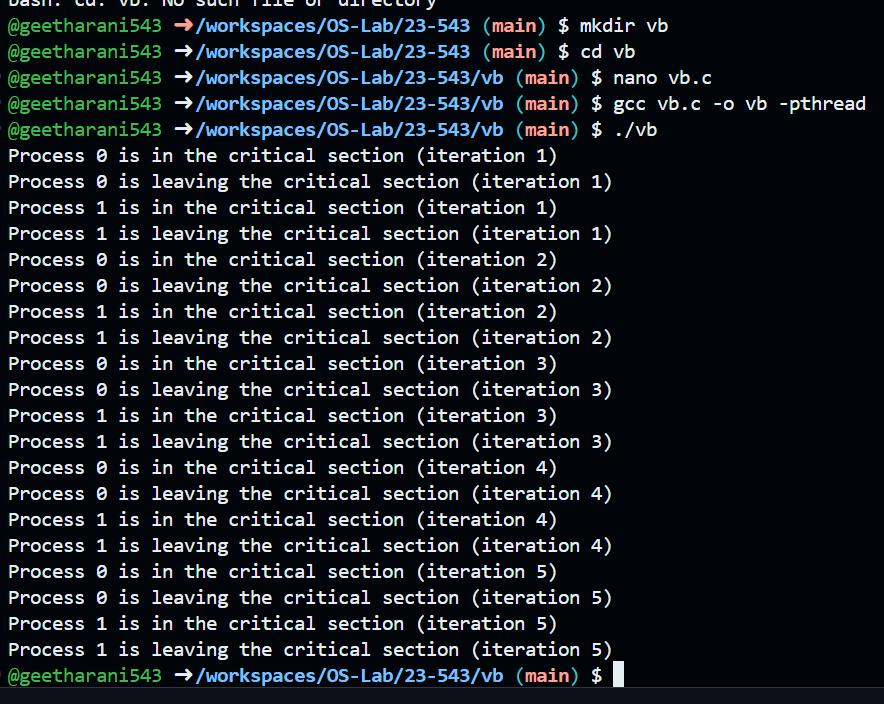 bash: cd: vb: No such file or directory
@geetharani543 ➜/workspaces/OS-Lab/23-543 (main) $ mkdir vb
@geetharani543 ➜/workspaces/OS-Lab/23-543 (main) $ cd vb
@geetharani543 ➜/workspaces/OS-Lab/23-543/vb (main) $ nano vb.c
@geetharani543 ➜/workspaces/OS-Lab/23-543/vb (main) $ gcc vb.c -o vb -pthread
@geetharani543 ➜/workspaces/OS-Lab/23-543/vb (main) $ ./vb
Process 0 is in the critical section (iteration 1)
Process 0 is leaving the critical section (iteration 1)
Process 1 is in the critical section (iteration 1)
Process 1 is leaving the critical section (iteration 1)
Process 0 is in the critical section (iteration 2)
Process 0 is leaving the critical section (iteration 2)
Process 1 is in the critical section (iteration 2)
Process 1 is leaving the critical section (iteration 2)
Process 0 is in the critical section (iteration 3)
Process 0 is leaving the critical section (iteration 3)
Process 1 is in the critical section (iteration 3)
Process 1 is leaving the critical section (iteration 3)
Process 0 is in the critical section (iteration 4)
Process 0 is leaving the critical section (iteration 4)
Process 1 is in the critical section (iteration 4)
Process 1 is leaving the critical section (iteration 4)
Process 0 is in the critical section (iteration 5)
Process 0 is leaving the critical section (iteration 5)
Process 1 is in the critical section (iteration 5)
Process 1 is leaving the critical section (iteration 5)
@geetharani543 ➜/workspaces/OS-Lab/23-543/vb (main) $